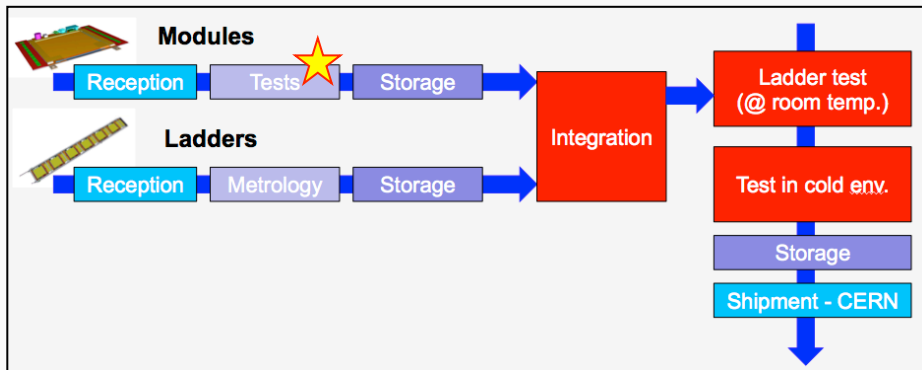 Modules
Reception
Tests
Storage
Ladders
Reception
Metrology
Storage
Integration
Ladder test
(@ room temp.)
Test in cold env.
Storage
Shipment - CERN